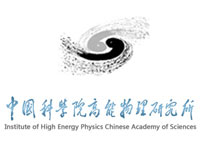 中国科学院高能物理研究所
Institute of High Energy Physics Chinese Academy of Sciences